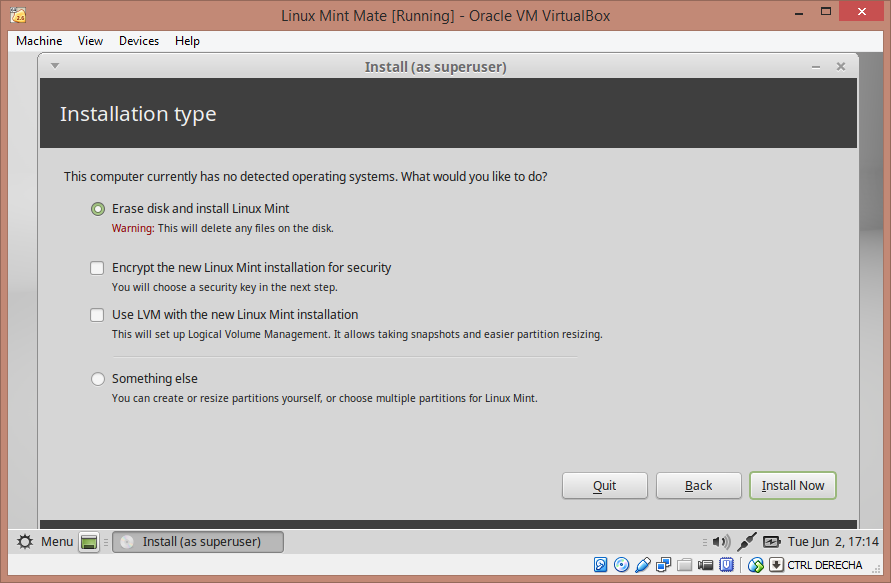 Linux Mint Mate [Running] - Oracle VM VirtualBox
Machine View Devices Help
Install (as superuser)
Installation type
This computer currently has no detected operating systems. What would you like to do?
Erase disk and install Linux Mint
Warning: This will delete any files on the disk.
Encrypt the new Linux Mint installation for security
You will choose a security key in the next step.
Use LVM with the new Linux Mint installation
This will set up Logical Volume Management. It allows taking snapshots and easier partition resizing.
Something else
You can create or resize partitions yourself, or choose multiple partitions for Linux Mint.
Quit Back Install Now
Menu Install (as superuser) Tue Jun 2, 17:14
CTRL DERECHA